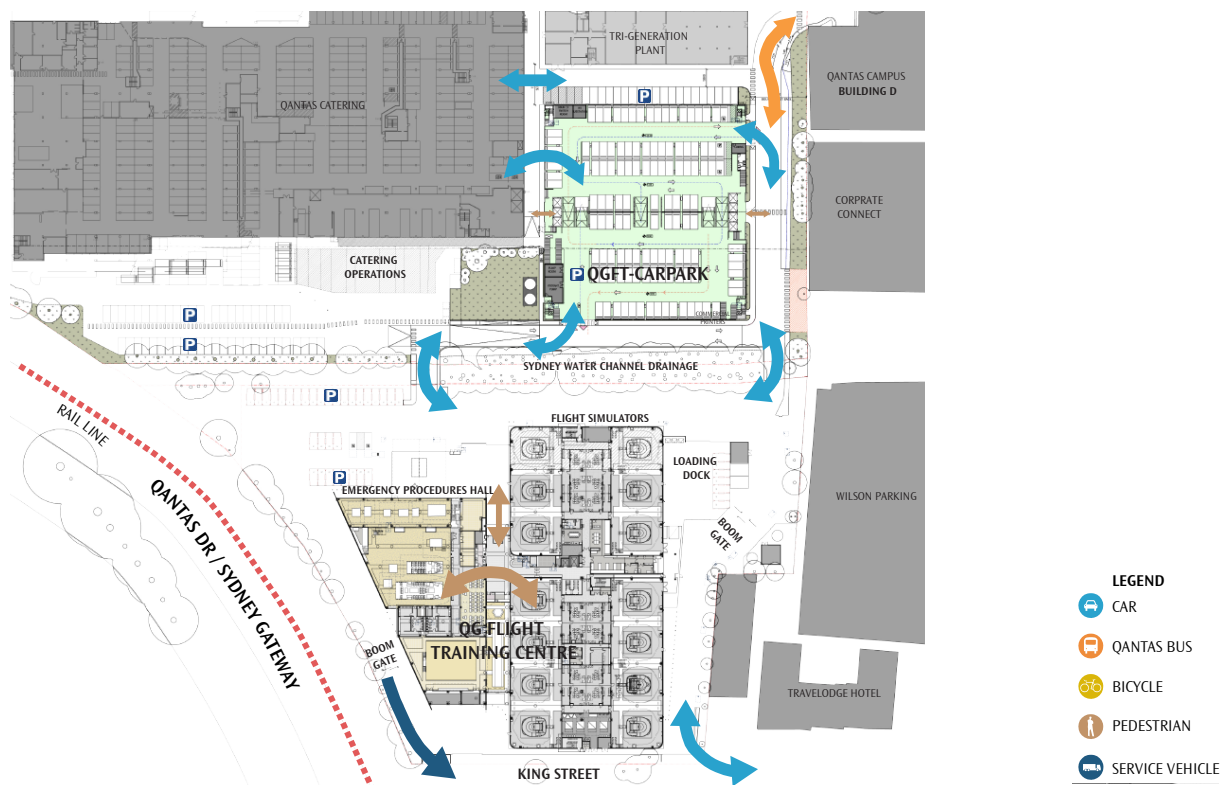 TRI-GENERATION
PLANT
QANTAS CAMPUS
BUILDING D
QANTAS CATERING
P
CORPRATE
CONNECT
CATERING
OPERATIONS
P QGFT-CARPARK
P
COMMERCIAL
PRINTERS
P
SYDNEY WATER CHANNEL DRAINAGE
P
RAIL LINE
FLIGHT SIMULATORS
LOADING
DOCK
P
EMERGENCY PROCEDURES HALL
WILSON PARKING
QANTAS DR / SYDNEY GATEWAY
BOOM
GATE
QG FLIGHT
TRAINING CENTRE
BOOM
GATE
TRAVELODGE HOTEL
KING STREET
LEGEND
CAR
QANTAS BUS
BICYCLE
PEDESTRIAN
SERVICE VEHICLE